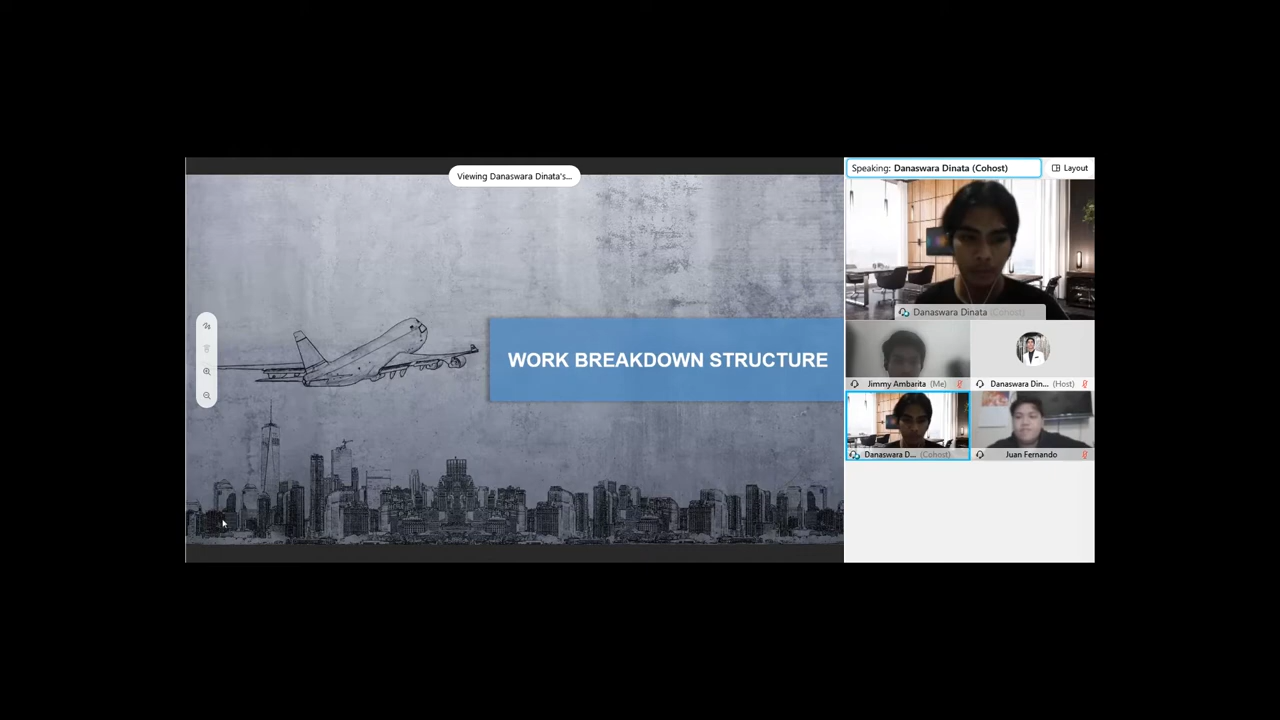 Viewing Danaswara Dinata's...
WORK BREAKDOWN STRUCTURE
Speaking: Danaswara Dinata (Cohost)
Layout
Danaswara Dinata (Cohost)
Jimmy Ambarita (Me)
Danaswara Din... (Host)
Danaswara D... (Cohost)
Juan Fernando